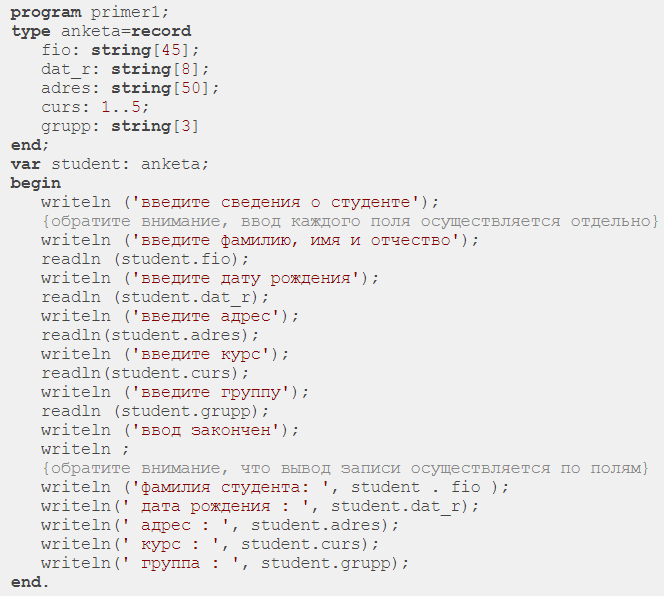 program primer1;
type anketa=record
   fio: string[45];
   dat_r: string[8];
   adres: string[50];
   curs: 1..5;
   grupp: string[3]
end;
var student: anketa;
begin
   writeln ('введите сведения о студенте');
   {обратите внимание, ввод каждого поля осуществляется отдельно}
   writeln ('введите фамилию, имя и отчество');
   readln (student.fio);
   writeln ('введите дату рождения');
   readln (student.dat_r);
   writeln ('введите адрес');
   readln(student.adres);
   writeln ('введите курс');
   readln(student.curs);
   writeln ('введите группу');
   readln (student.grupp);
   writeln ('ввод закончен');
   writeln ;
   {обратите внимание, что вывод записи осуществляется по полям}
   writeln ('фамилия студента: ', student . fio );
   writeln(' дата рождения : ', student.dat_r);
   writeln(' адрес : ', student.adres);
   writeln(' курс : ', student.curs);
   writeln(' группа : ', student.grupp);
end.